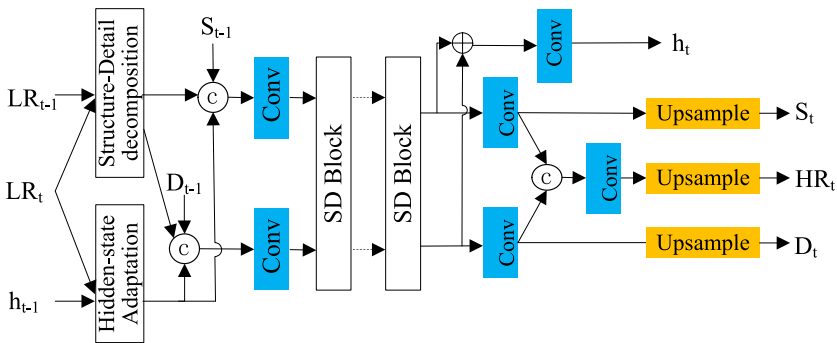 S_{t-1}
Conv
h_t
LR_{t-1}
Structure-Detail
decomposition
C
Conv
SD Block
SD Block
Conv
Upsample
S_t
LR_t
D_{t-1}
C
Conv
Upsample
HR_t
h_{t-1}
Hidden-state
Adaptation
C
Conv
Conv
Upsample
D_t